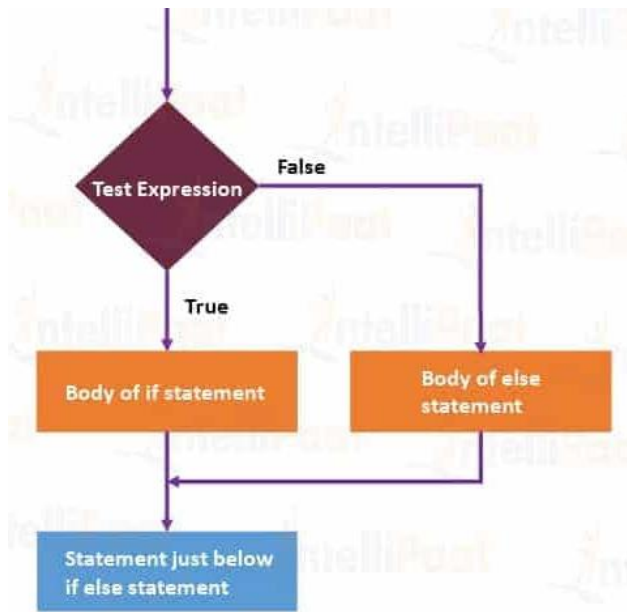 Test Expression
False
True
Body of if statement
Body of else
statement
Statement just below
if else statement